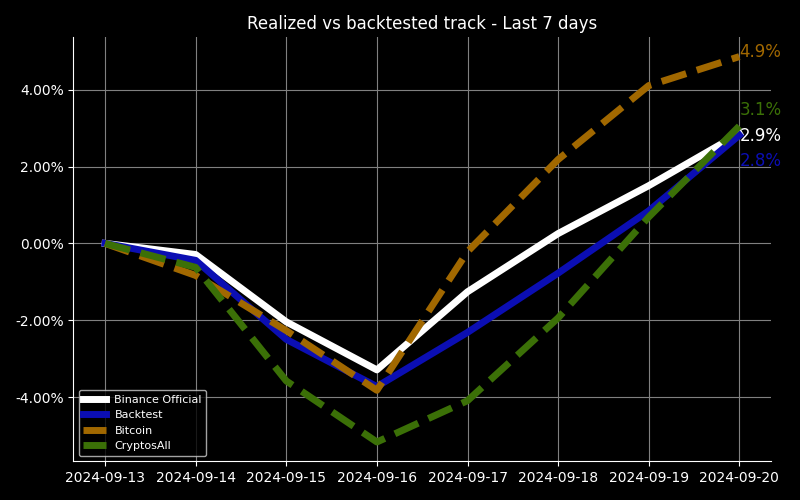 Realized vs backtested track - Last 7 days
4.9%
4.00%
3.1%
2.9%
2.00%
2.8%
0.00%
-2.00%
-4.00%
Binance Official
Backtest
Bitcoin
CryptosAll
2024-09-13 2024-09-14 2024-09-15 2024-09-16 2024-09-17 2024-09-18 2024-09-19 2024-09-20